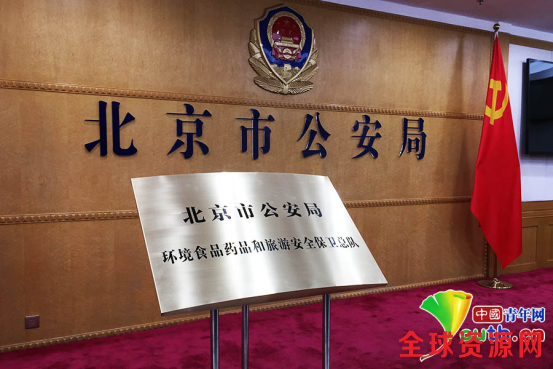 北京市公安局
北京市公安局
环境食品药品和旅游安全保卫总队
中國青年网
全球资源网